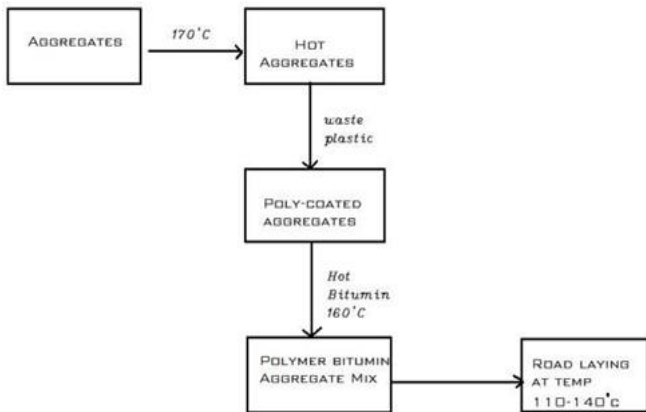 AGGREGATES
170°C
HOT
AGGREGATES
waste
plastic
POLY-COATED
AGGREGATES
Hot
Bitumin
160°C
POLYMER BITUMIN
AGGREGATE MIX
ROAD LAYING
AT TEMP
110-140°c